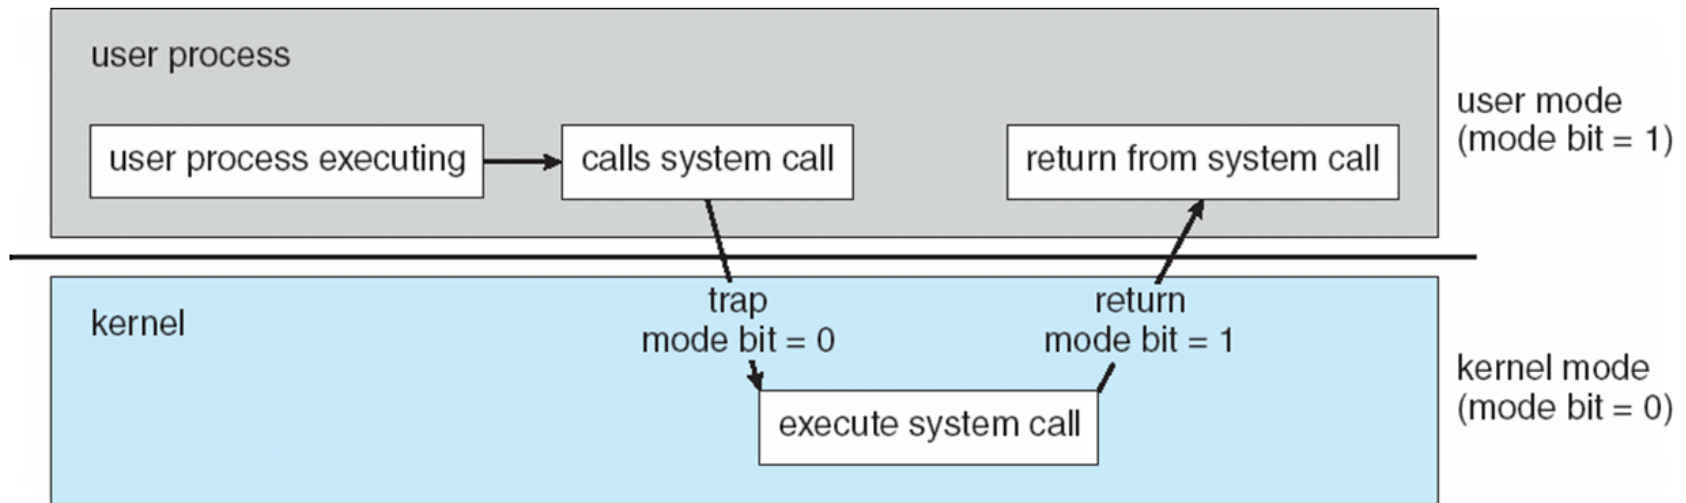 user process
user process executing
calls system call
return from system call
user mode
(mode bit = 1)
kernel
trap
mode bit = 0
return
mode bit = 1
execute system call
kernel mode
(mode bit = 0)